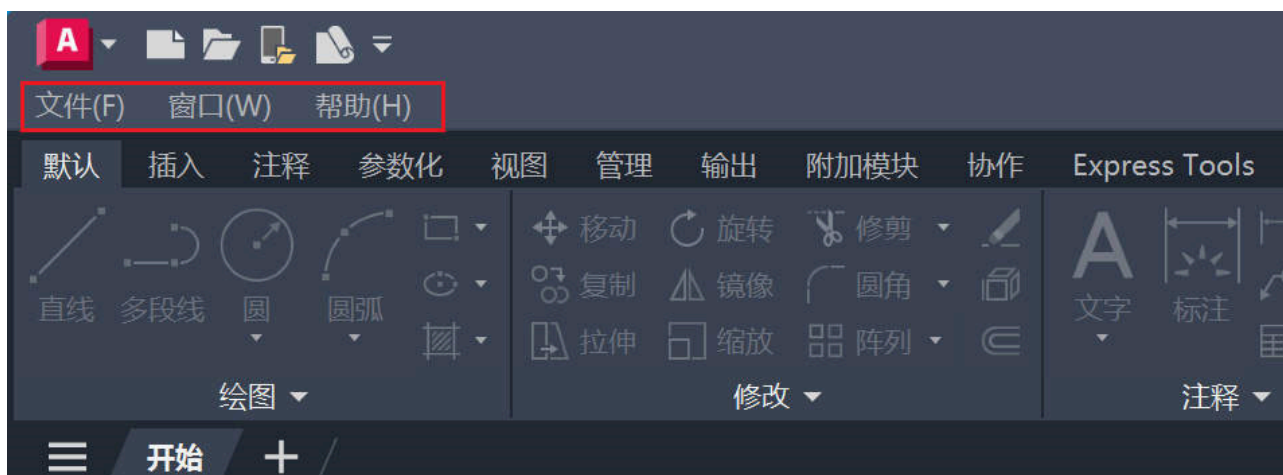 A
文件(F) 窗口(W) 帮助(H)
默认 插入 注释 参数化 视图 管理 输出 附加模块 协作 Express Tools
移动 旋转 修剪
直线 多段线 圆 圆弧 复制 镜像 圆角 A 文字 标注
拉伸 缩放 阵列
绘图 修改 注释
开始